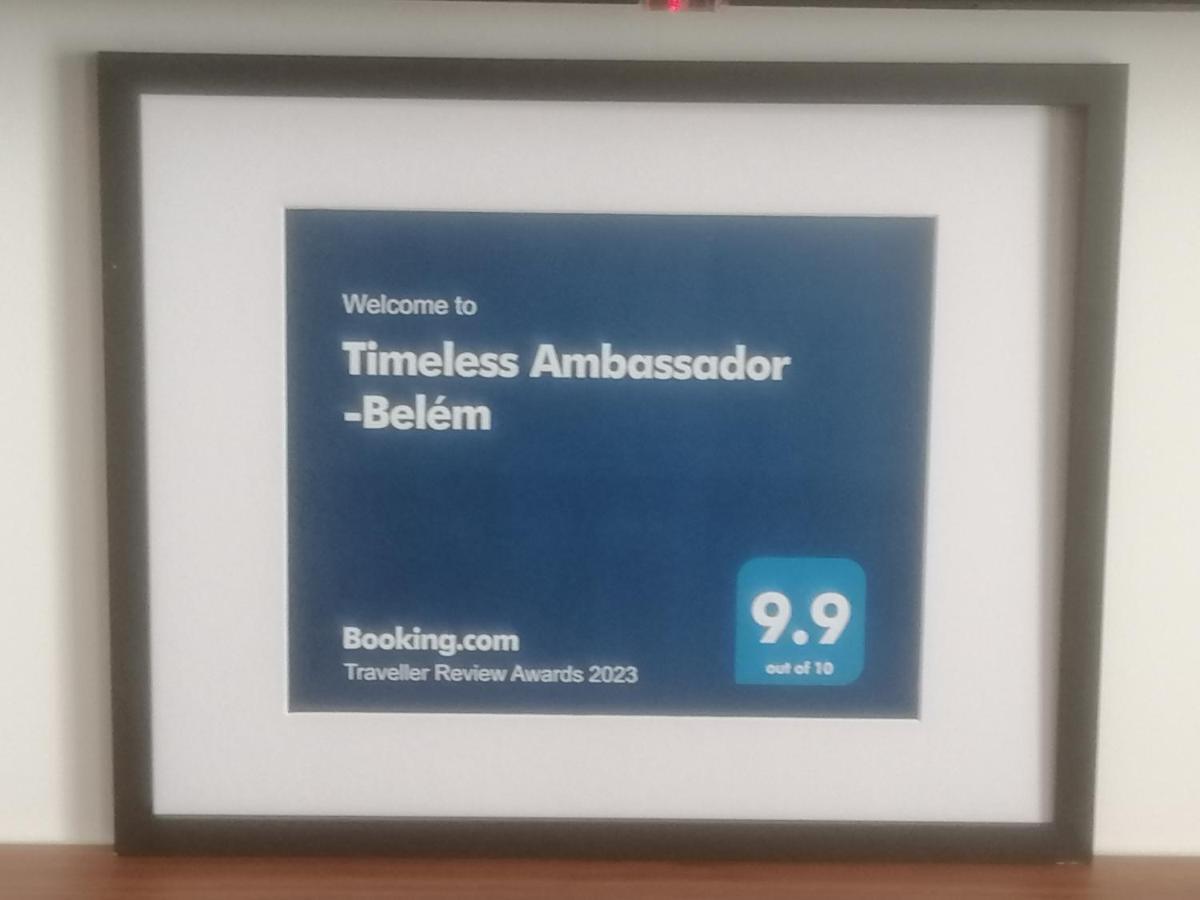 Welcome to
Timeless Ambassador
-Belém
Booking.com
Traveller Review Awards 2023
9.9
out of 10